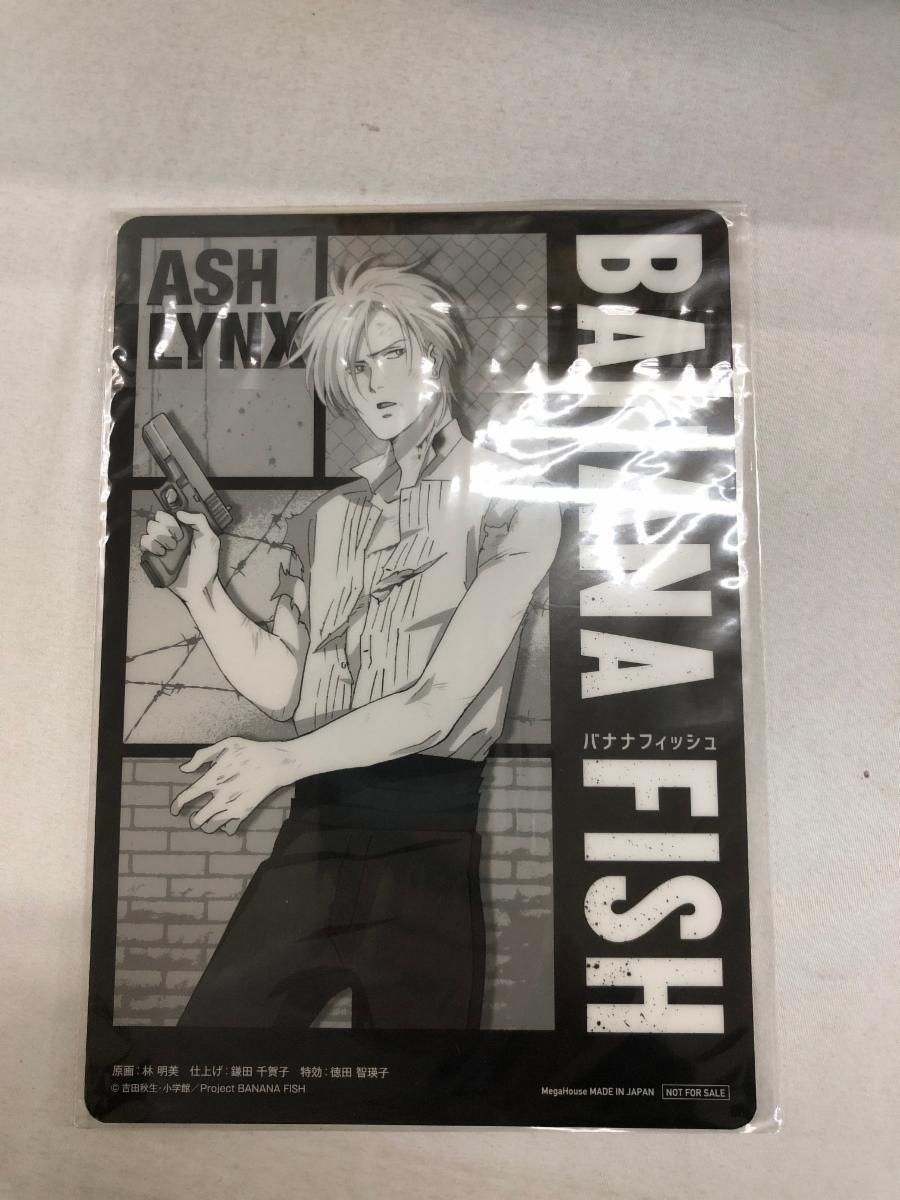 ASH
LYNX
BANANA
バナナフィッシュ
FISH
原画:林 明美 仕上げ:鎌田 千賀子 特効:徳田 智瑛子
© 吉田秋生・小学館／Project BANANA FISH
MegaHouse MADE IN JAPAN NOT FOR SALE